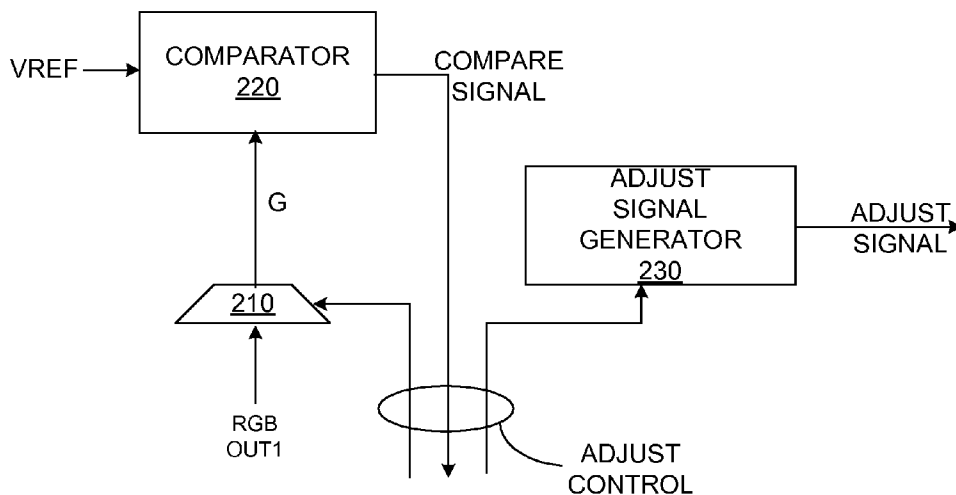 VREF
COMPARATOR
220
COMPARE
SIGNAL
G
210
RGB
OUT1
ADJUST
SIGNAL
GENERATOR
230
ADJUST
SIGNAL
ADJUST
CONTROL